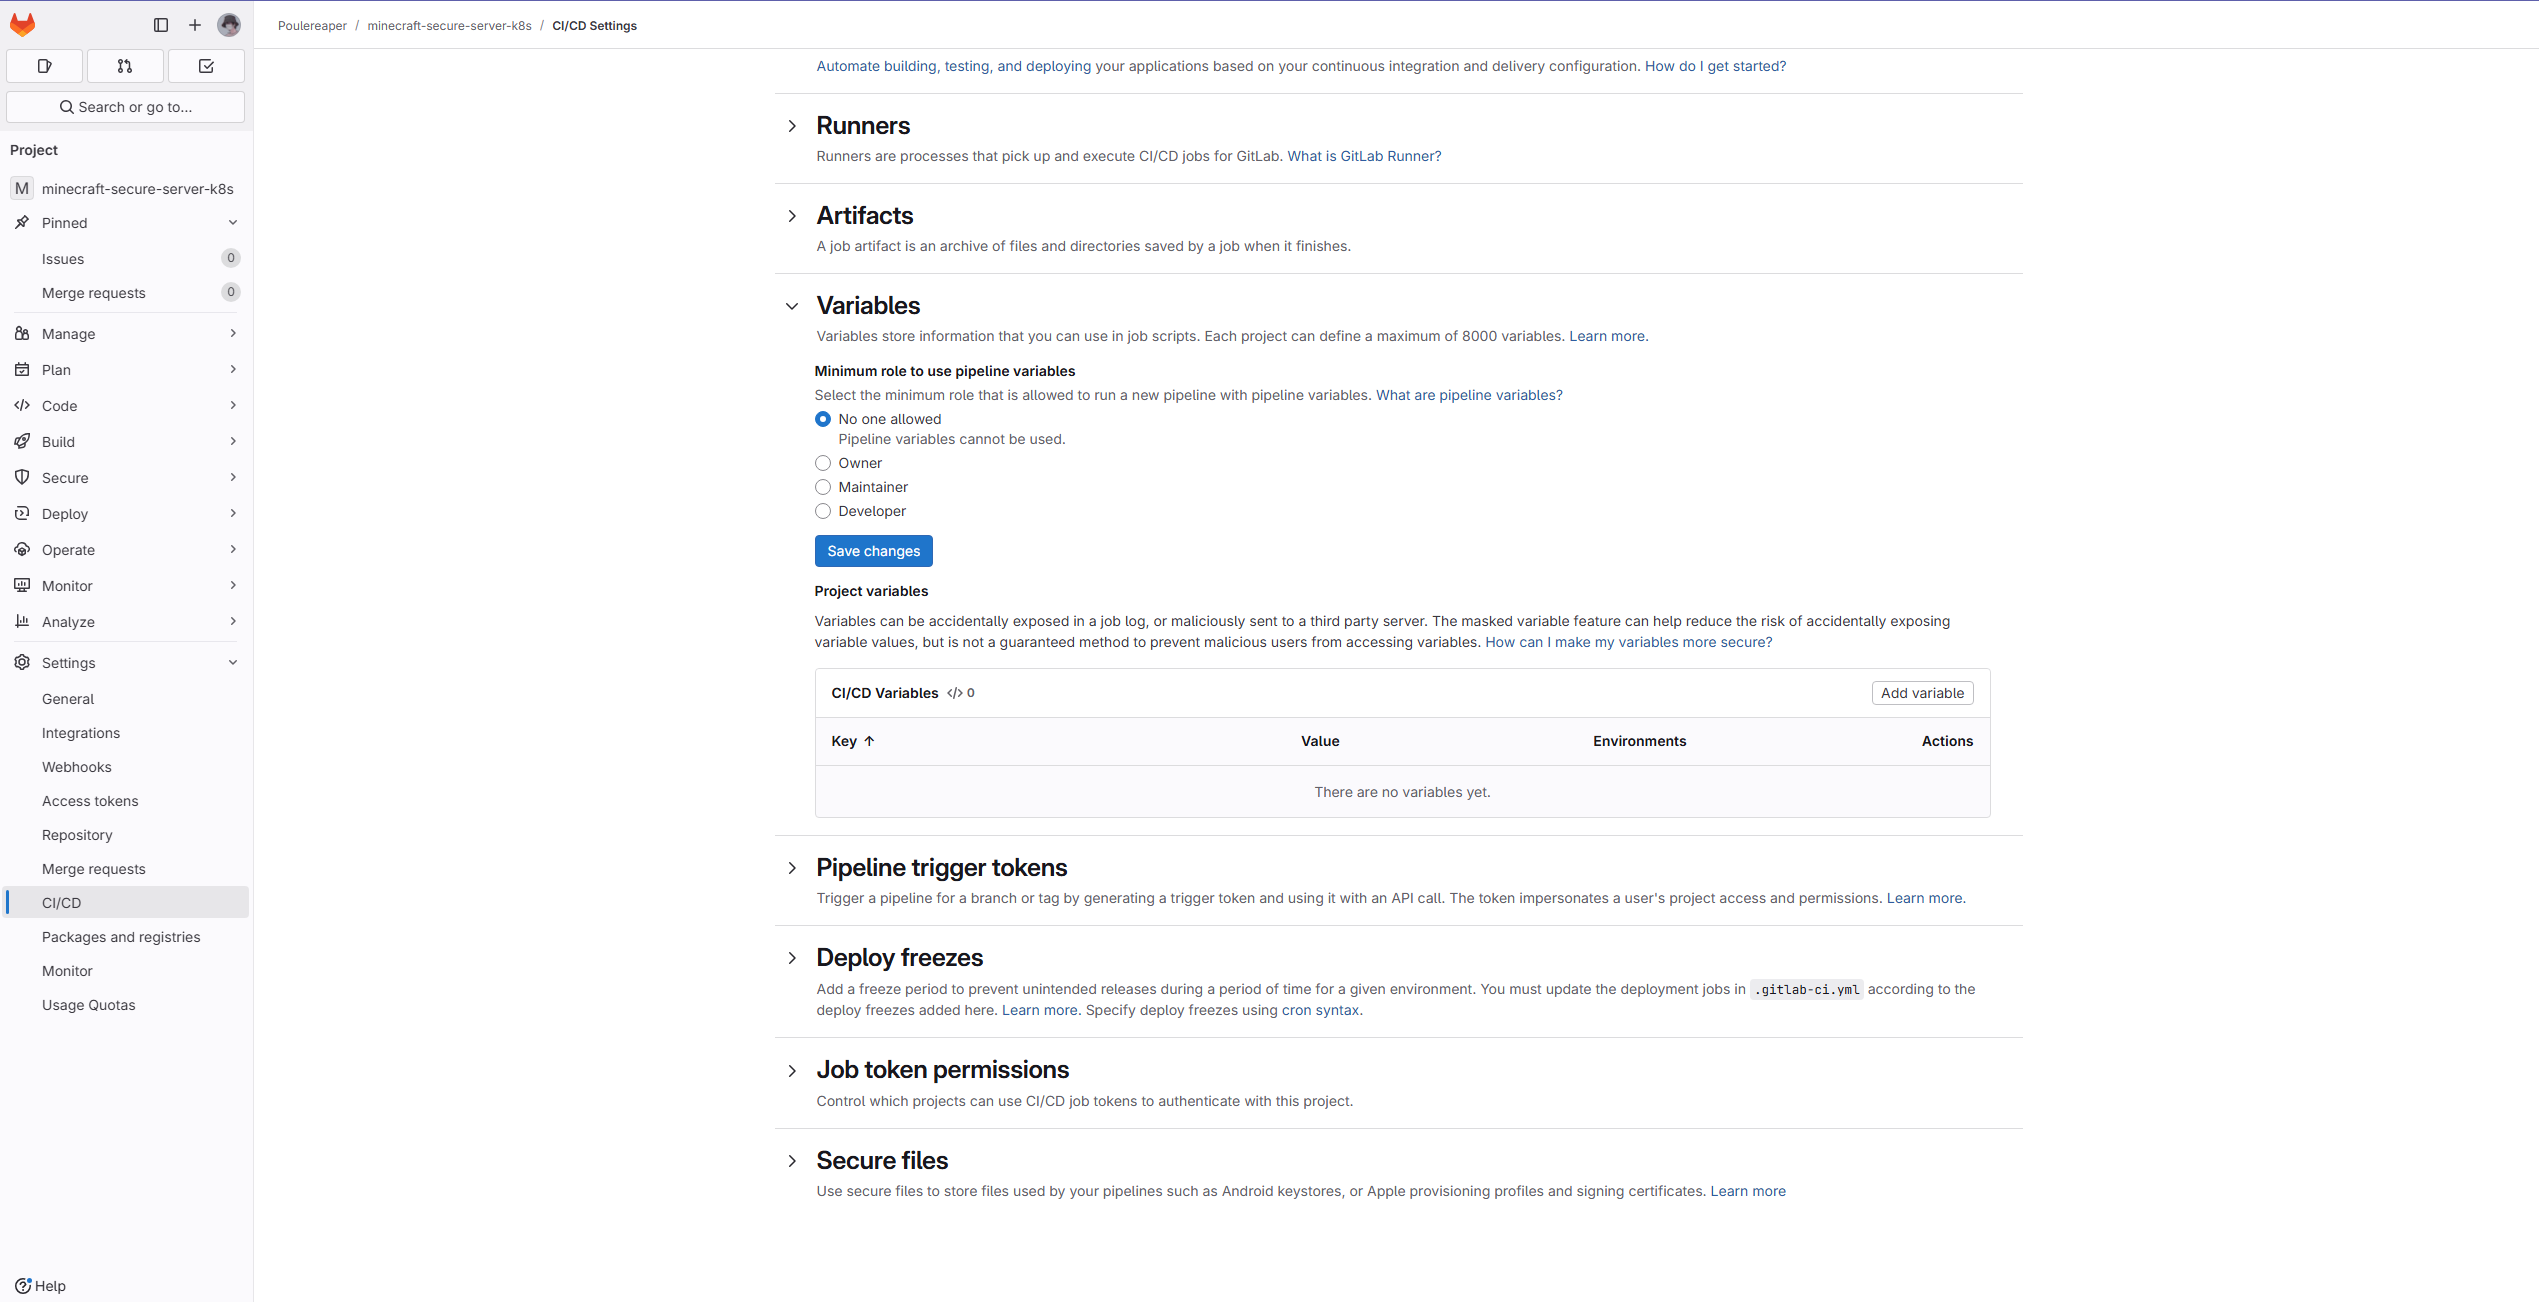 Poulereaper / minecraft-secure-server-k8s / CI/CD Settings
Search or go to...
Project
M minecraft-secure-server-k8s
Pinned
Issues 0
Merge requests 0
Manage
Plan
Code
Build
Secure
Deploy
Operate
Monitor
Analyze
Settings
General
Integrations
Webhooks
Access tokens
Repository
Merge requests
CI/CD
Packages and registries
Monitor
Usage Quotas
Help
Automate building, testing, and deploying your applications based on your continuous integration and delivery configuration. How do I get started?
Runners
Runners are processes that pick up and execute CI/CD jobs for GitLab. What is GitLab Runner?
Artifacts
A job artifact is an archive of files and directories saved by a job when it finishes.
Variables
Variables store information that you can use in job scripts. Each project can define a maximum of 8000 variables. Learn more.
Minimum role to use pipeline variables
Select the minimum role that is allowed to run a new pipeline with pipeline variables. What are pipeline variables?
No one allowed
Pipeline variables cannot be used.
Owner
Maintainer
Developer
Save changes
Project variables
Variables can be accidentally exposed in a job log, or maliciously sent to a third party server. The masked variable feature can help reduce the risk of accidentally exposing
variable values, but is not a guaranteed method to prevent malicious users from accessing variables. How can I make my variables more secure?
CI/CD Variables </> 0 Add variable
Key ↑ Value Environments Actions
There are no variables yet.
Pipeline trigger tokens
Trigger a pipeline for a branch or tag by generating a trigger token and using it with an API call. The token impersonates a user's project access and permissions. Learn more.
Deploy freezes
Add a freeze period to prevent unintended releases during a period of time for a given environment. You must update the deployment jobs in .gitlab-ci.yml according to the
deploy freezes added here. Learn more. Specify deploy freezes using cron syntax.
Job token permissions
Control which projects can use CI/CD job tokens to authenticate with this project.
Secure files
Use secure files to store files used by your pipelines such as Android keystores, or Apple provisioning profiles and signing certificates. Learn more